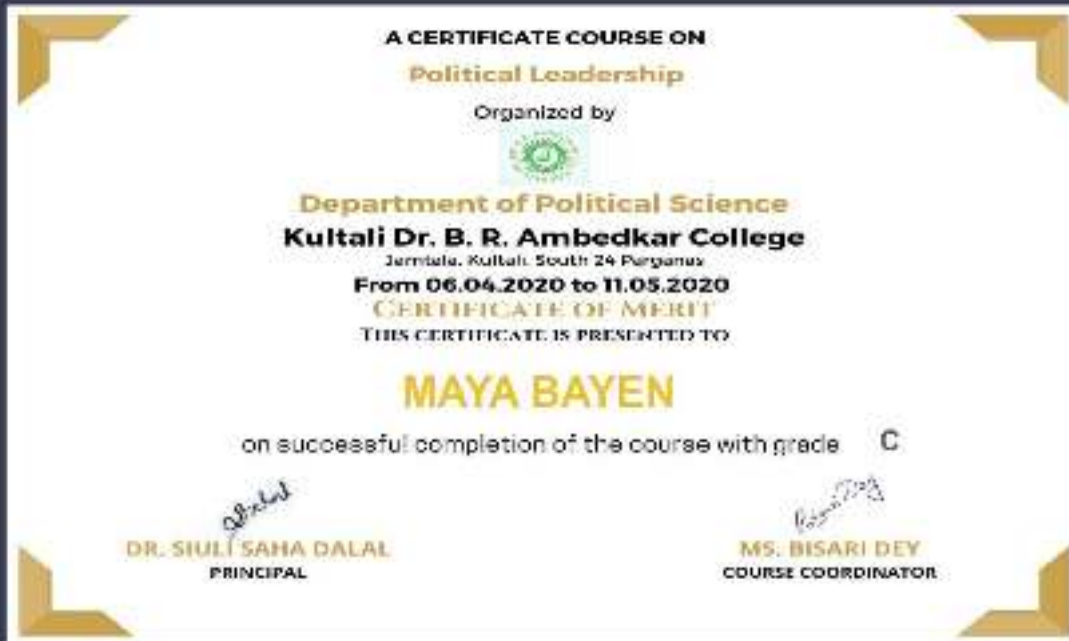 A CERTIFICATE COURSE ON
Political Leadership
Organized by
Department of Political Science
Kultali Dr. B. R. Ambedkar College
Jamtala, Kultali, South 24 Parganas
From 06.04.2020 to 11.05.2020
CERTIFICATE OF MERIT
THIS CERTIFICATE IS PRESENTED TO
MAYA BAYEN
on successful completion of the course with grade C
DR. SIULI SAHA DALAL
PRINCIPAL
MS. BISARI DEY
COURSE COORDINATOR